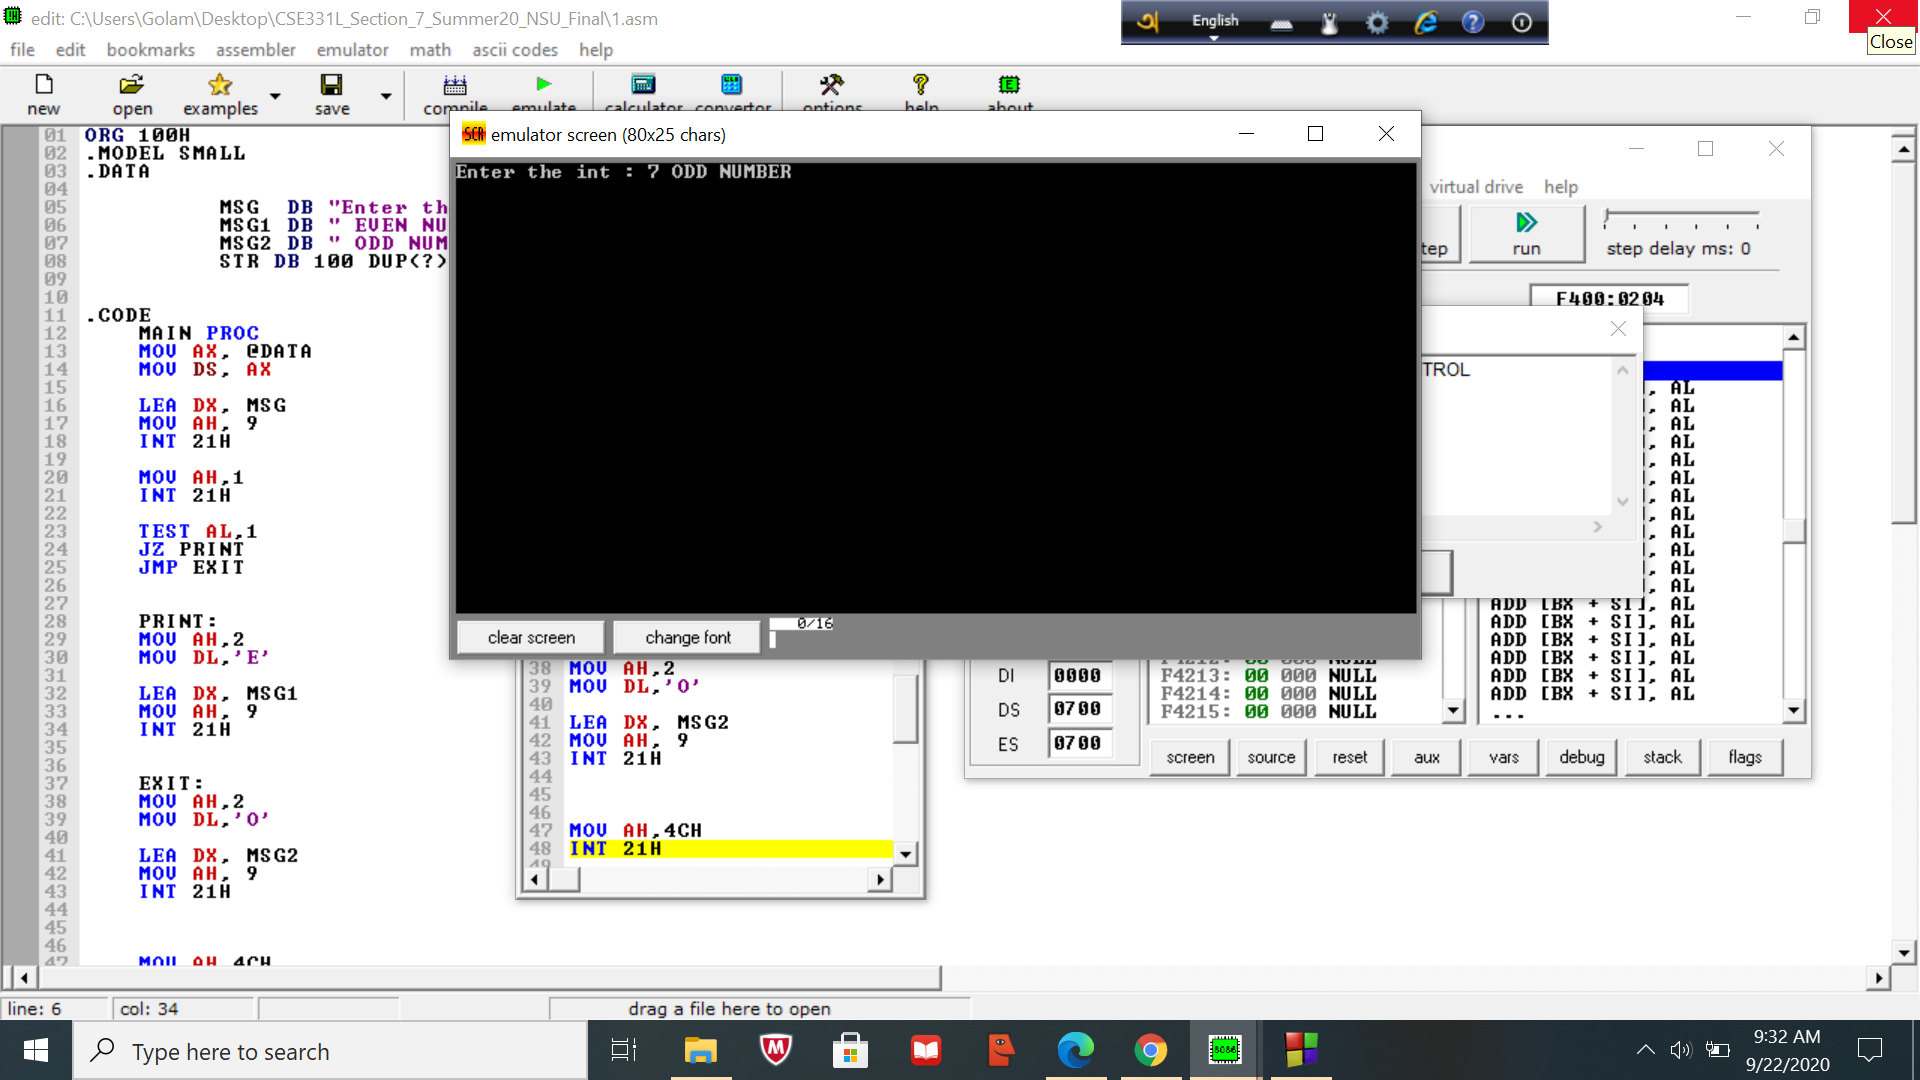 edit: C:\Users\Golam\Desktop\CSE331L_Section_7_Summer20_NSU_Final\1.asm
English
Close
file edit bookmarks assembler emulator math ascii codes help
new open examples save compile emulate calculator convertor options help about
01 ORG 100H
02 .MODEL SMALL
03 .DATA
04
05 MSG DB "Enter th
06 MSG1 DB " EVEN NU
07 MSG2 DB " ODD NUM
08 STR DB 100 DUP(?)
09
10
11 .CODE
12 MAIN PROC
13 MOV AX, @DATA
14 MOV DS, AX
15
16 LEA DX, MSG
17 MOV AH, 9
18 INT 21H
19
20 MOV AH,1
21 INT 21H
22
23 TEST AL,1
24 JZ PRINT
25 JMP EXIT
26
27
28 PRINT:
29 MOV AH,2
30 MOV DL,'E'
31
32 LEA DX, MSG1
33 MOV AH, 9
34 INT 21H
35
36
37 EXIT:
38 MOV AH,2
39 MOV DL,'O'
40
41 LEA DX, MSG2
42 MOV AH, 9
43 INT 21H
44
45
46
47 MOV AH,4CH
emulator screen (80x25 chars)
Enter the int : 7 ODD NUMBER
clear screen change font 0/16
38 MOV AH,2
39 MOV DL,'O'
40
41 LEA DX, MSG2
42 MOV AH, 9
43 INT 21H
44
45
46
47 MOV AH,4CH
48 INT 21H
49
virtual drive help
tep run step delay ms: 0
F400:0204
TROL
, AL
, AL
, AL
, AL
, AL
, AL
, AL
, AL
, AL
, AL
, AL
, AL
ADD [BX + SI], AL
ADD [BX + SI], AL
ADD [BX + SI], AL
ADD [BX + SI], AL
ADD [BX + SI], AL
ADD [BX + SI], AL
...
DI 0000
DS 0700
ES 0700
F4212: 00 000 NULL
F4213: 00 000 NULL
F4214: 00 000 NULL
F4215: 00 000 NULL
screen source reset aux vars debug stack flags
line: 6 col: 34 drag a file here to open
Type here to search
8086
9:32 AM
9/22/2020